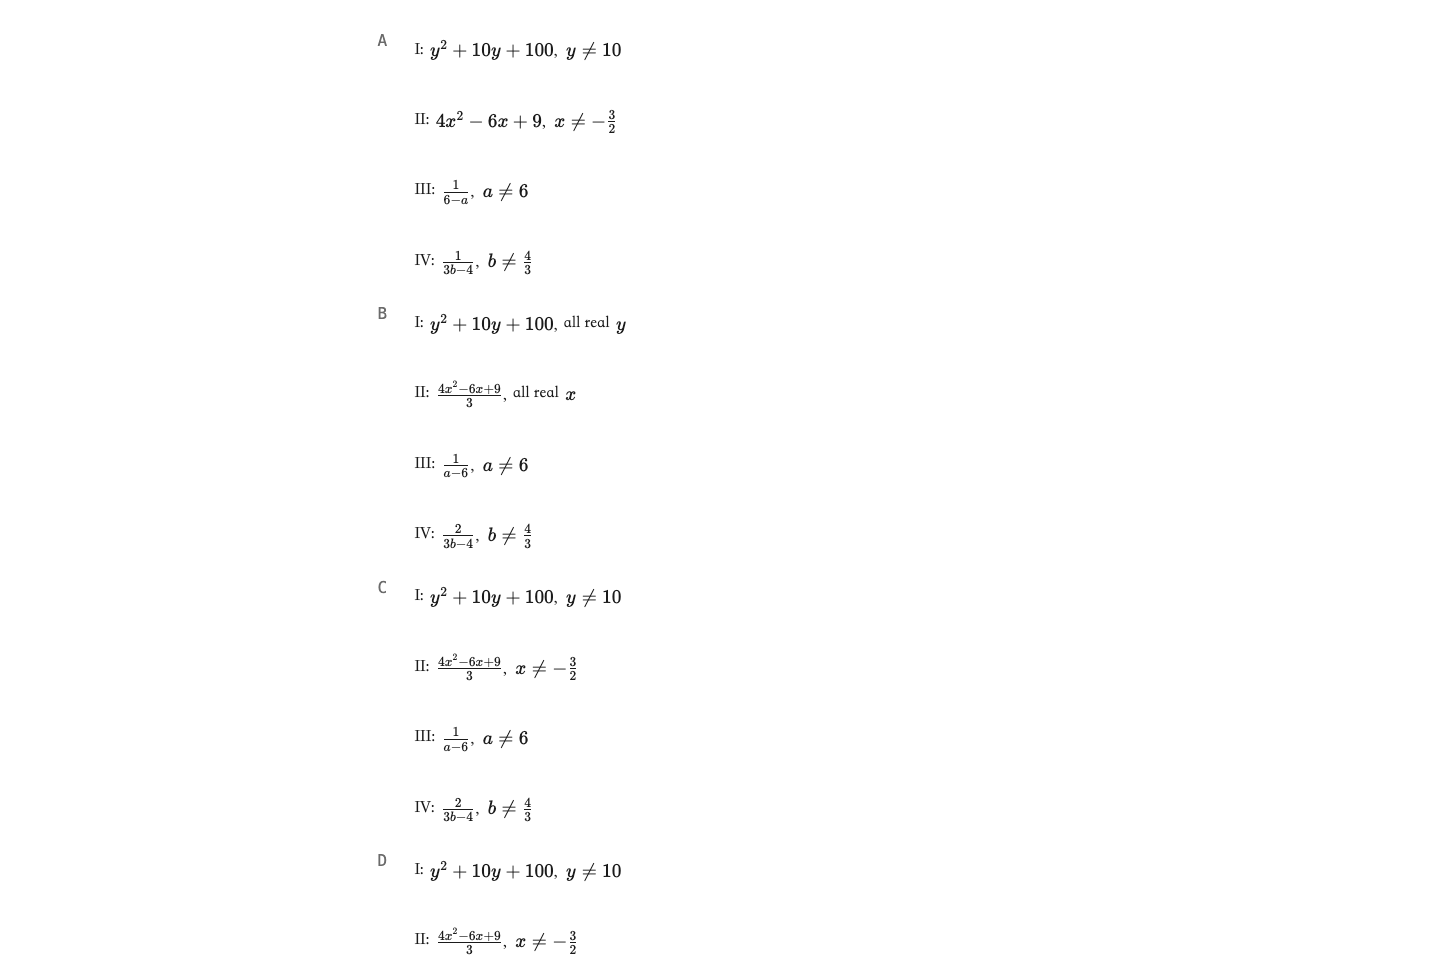 A
I: y² + 10y + 100, y ≠ 10
II: 4x² − 6x + 9, x ≠ −3/2
III: 1/(6−a), a ≠ 6
IV: 1/(3b−4), b ≠ 4/3
B
I: y² + 10y + 100, all real y
II: (4x²−6x+9)/3, all real x
III: 1/(a−6), a ≠ 6
IV: 2/(3b−4), b ≠ 4/3
C
I: y² + 10y + 100, y ≠ 10
II: (4x²−6x+9)/3, x ≠ −3/2
III: 1/(a−6), a ≠ 6
IV: 2/(3b−4), b ≠ 4/3
D
I: y² + 10y + 100, y ≠ 10
II: (4x²−6x+9)/3, x ≠ −3/2